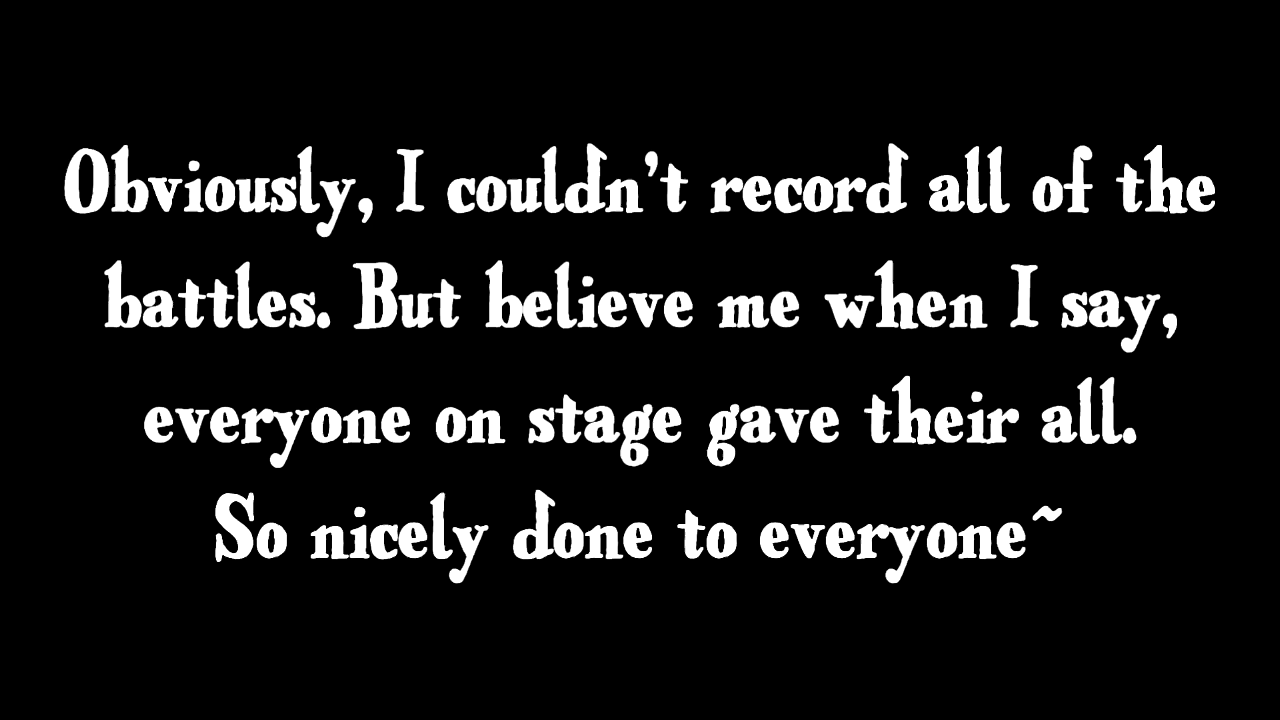 Obviously, I couldn't record all of the
battles. But believe me when I say,
everyone on stage gave their all.
So nicely done to everyone~